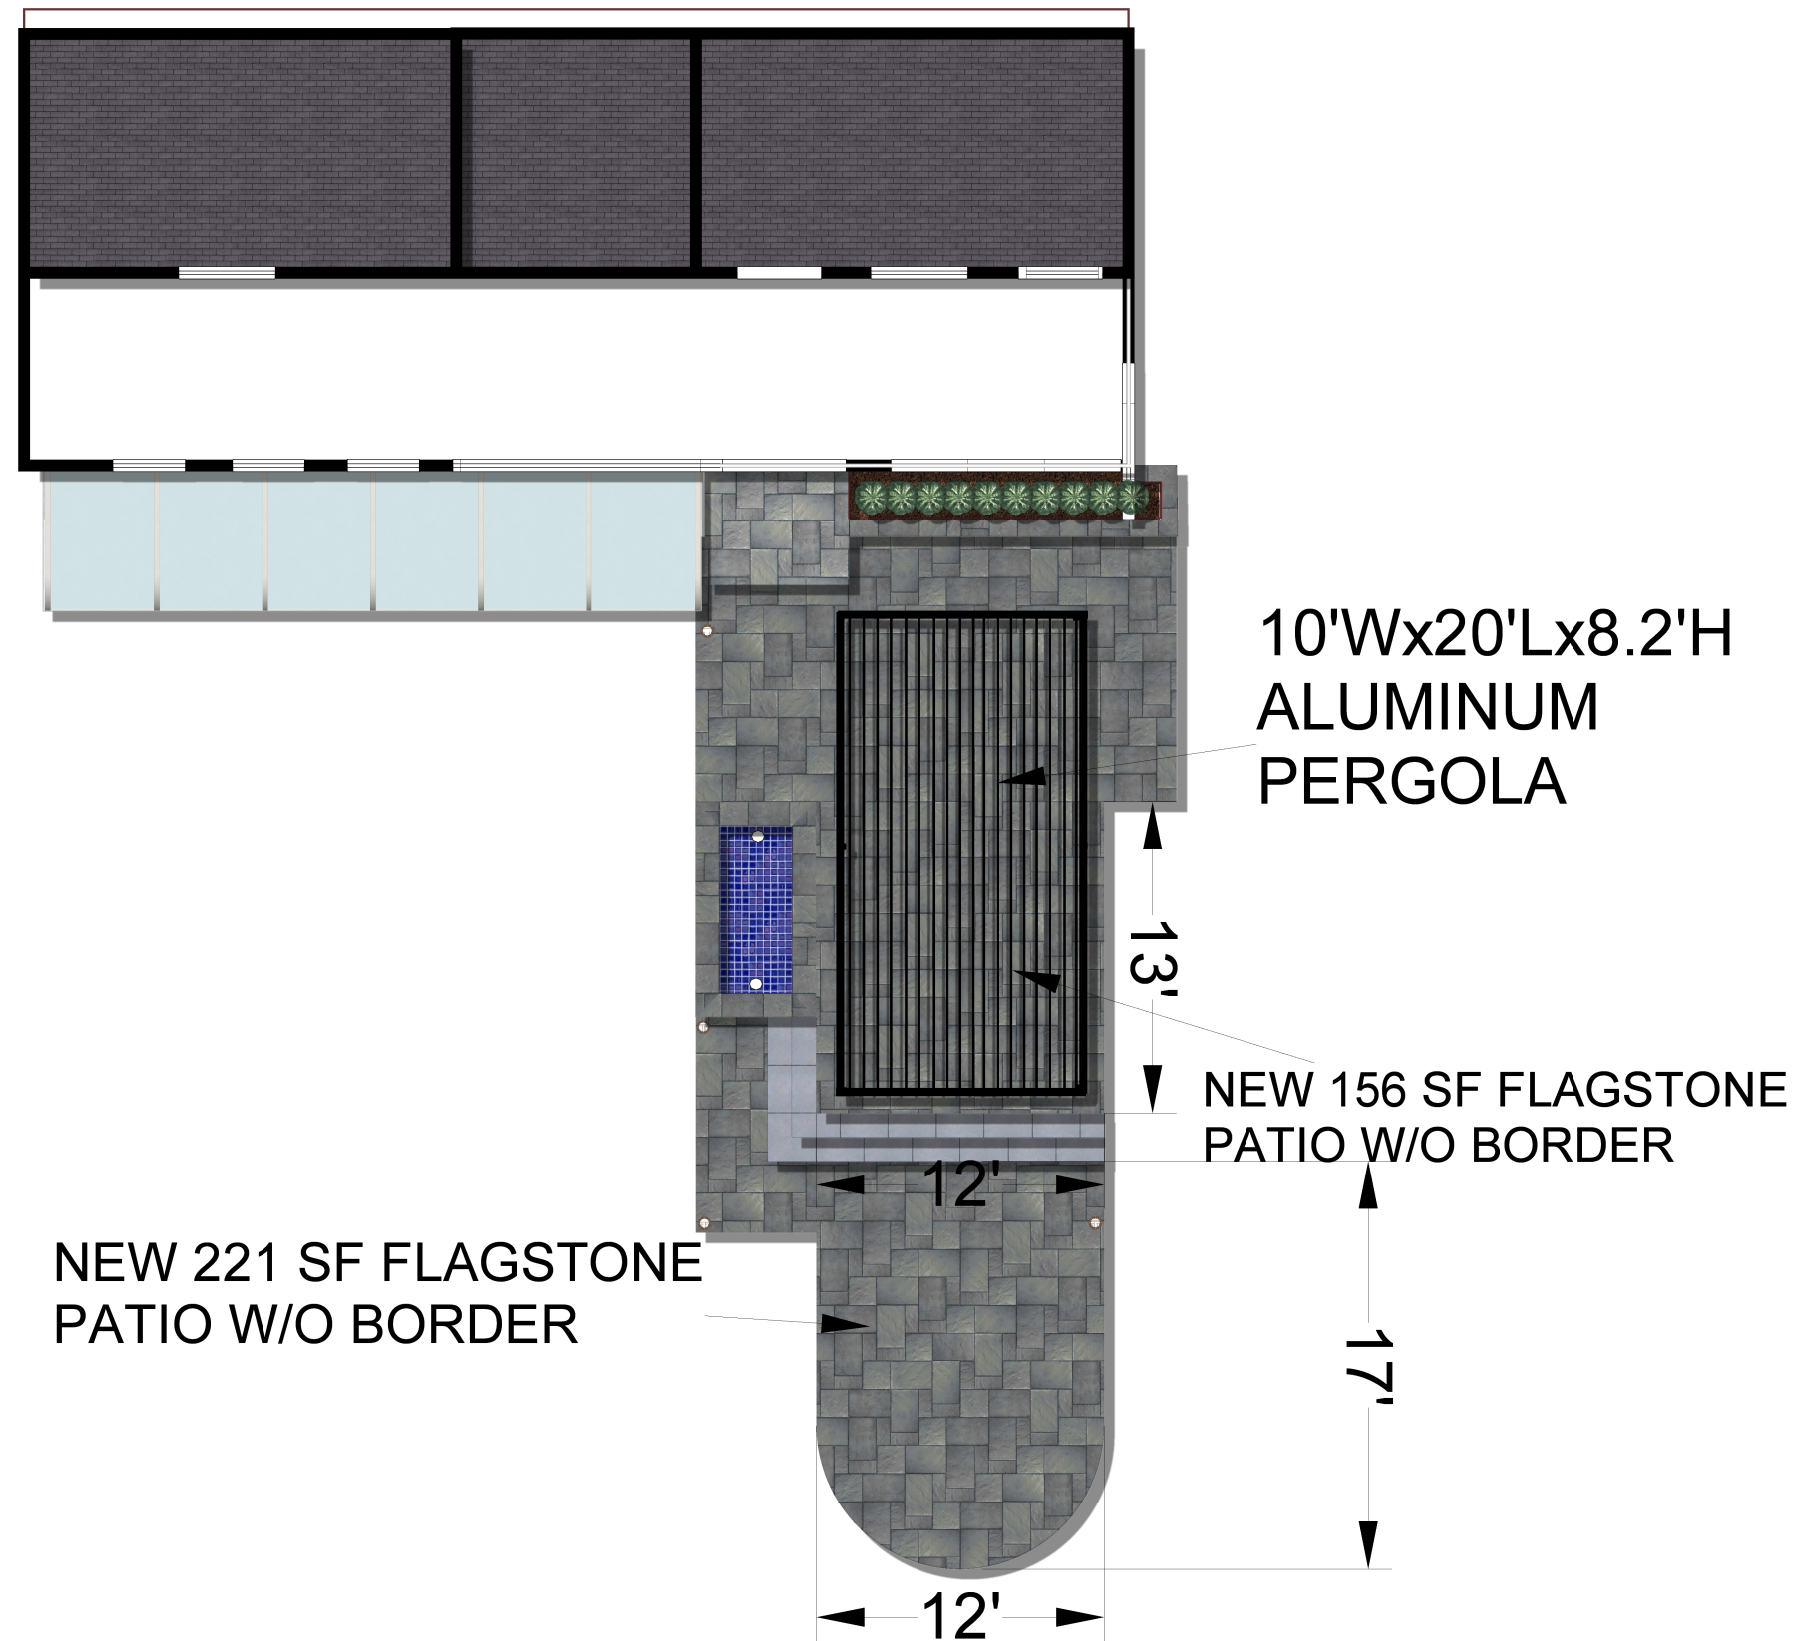 10'Wx20'Lx8.2'H
ALUMINUM
PERGOLA
13'
NEW 156 SF FLAGSTONE
PATIO W/O BORDER
12'
NEW 221 SF FLAGSTONE
PATIO W/O BORDER
17'
12'